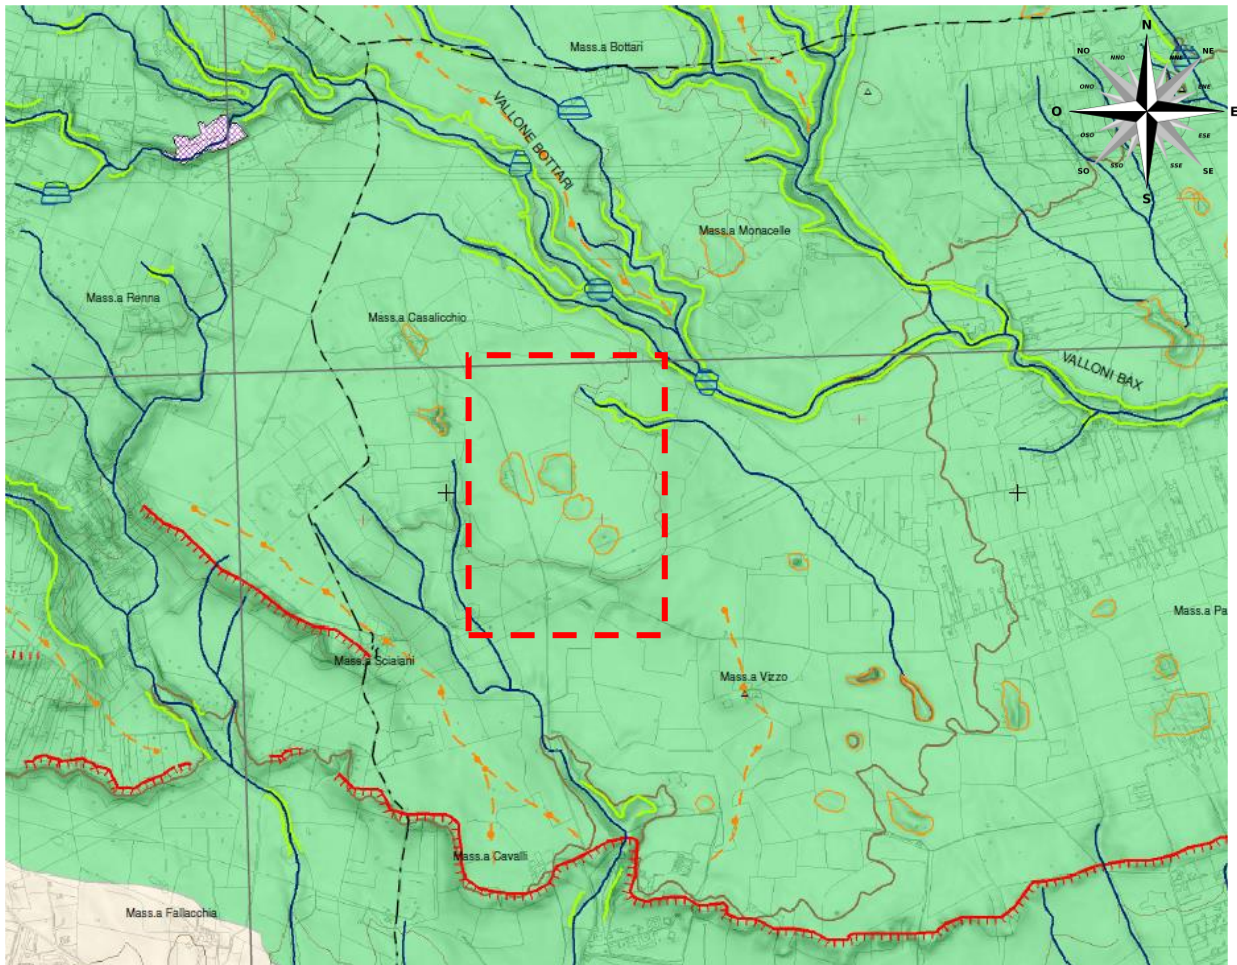 Mass.a Bottari
N
NO
NNO
NNE
NE
ONO
ENE
O
E
OSO
ESE
SO
SSO
SSE
SE
S
VALLONE BOTTARI
Mass.a Monacelle
Mass.a Renna
Mass.a Casalicchio
VALLONI BAX
Mass.a Pa
Mass.a Sciaiani
Mass.a Vizzo
Mass.a Cavalli
Mass.a Fallacchia